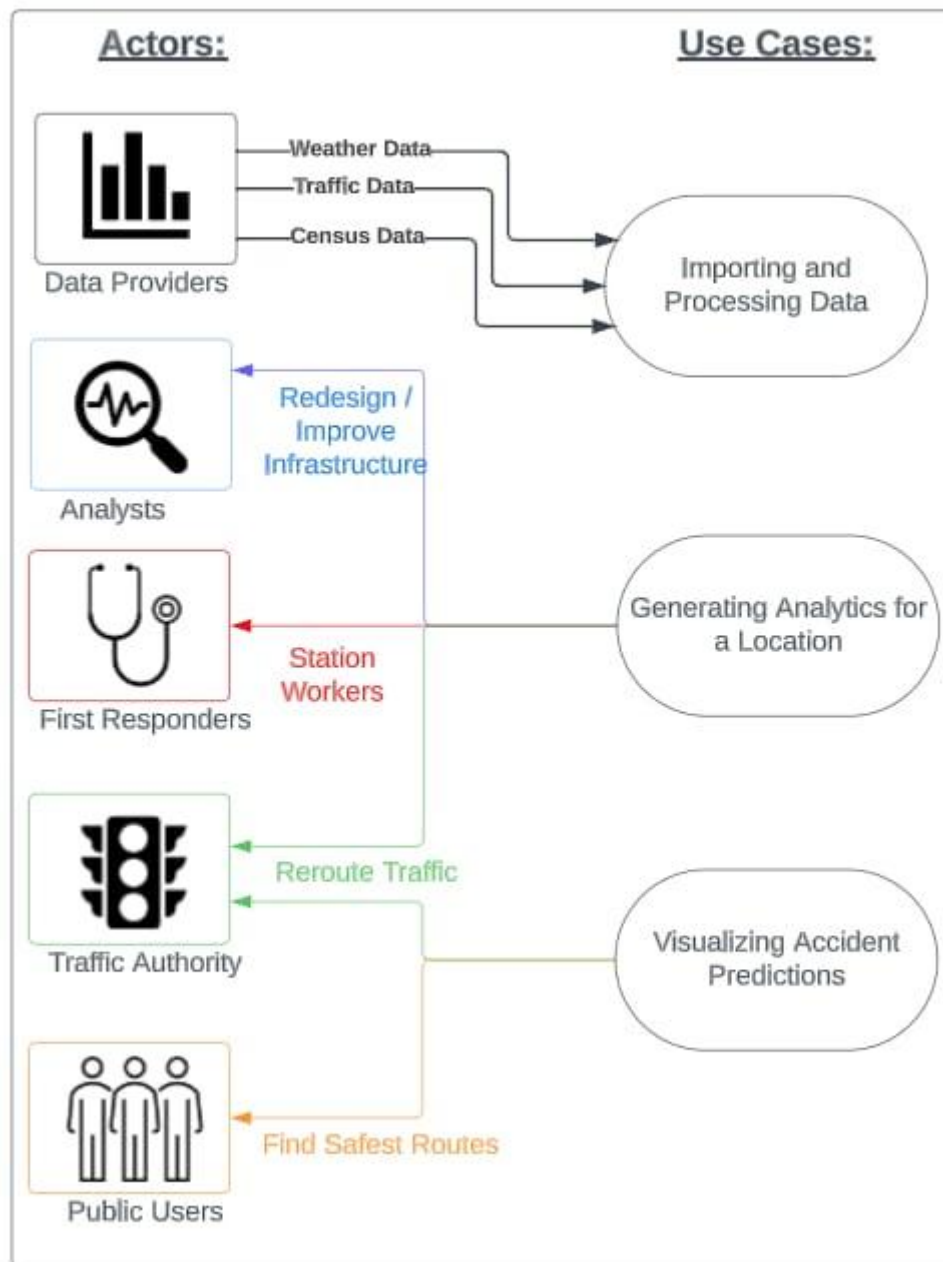 Actors:
Use Cases:
Weather Data
Traffic Data
Census Data
Data Providers
Importing and
Processing Data
Redesign /
Improve
Infrastructure
Analysts
Generating Analytics for
a Location
Station
Workers
First Responders
Reroute Traffic
Traffic Authority
Visualizing Accident
Predictions
Find Safest Routes
Public Users